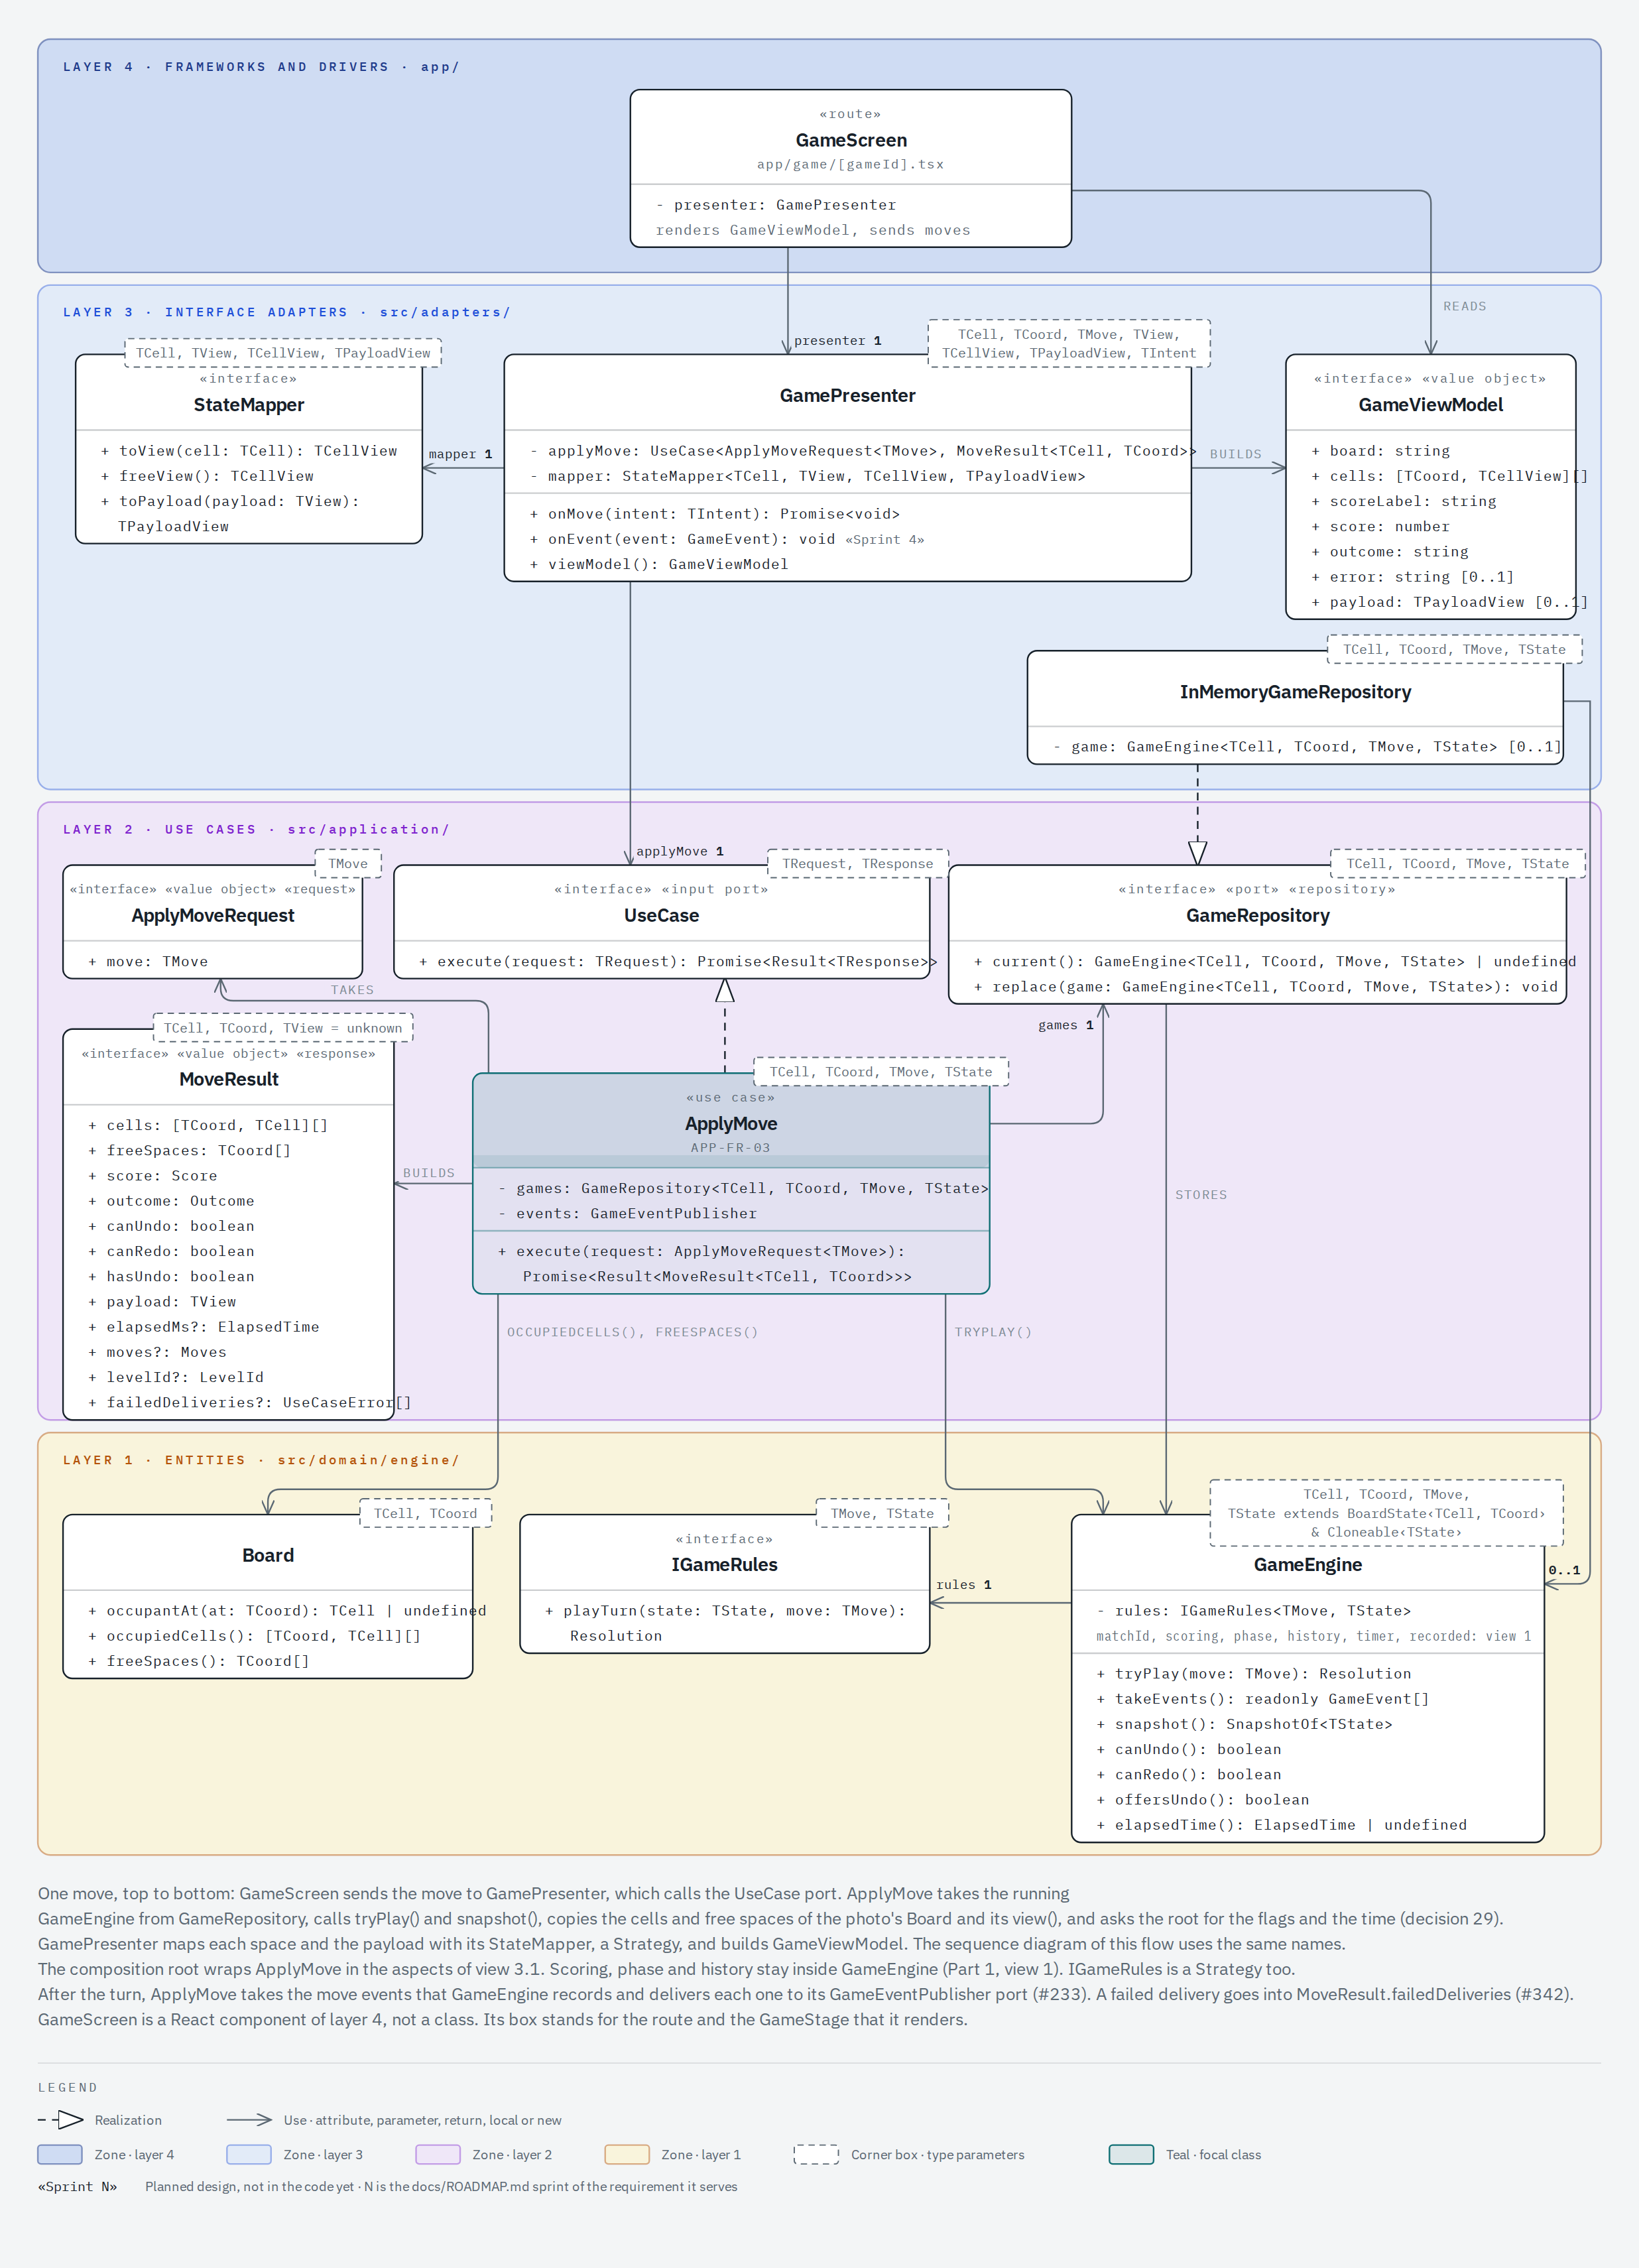 LAYER 4 · FRAMEWORKS AND DRIVERS · app/
«route»
GameScreen
app/game/[gameId].tsx
- presenter: GamePresenter
renders GameViewModel, sends moves
LAYER 3 · INTERFACE ADAPTERS · src/adapters/
READS
presenter 1
TCell, TView, TCellView, TPayloadView
«interface»
StateMapper
+ toView(cell: TCell): TCellView
+ freeView(): TCellView
+ toPayload(payload: TView):
TPayloadView
mapper 1
TCell, TCoord, TMove, TView,
TCellView, TPayloadView, TIntent
GamePresenter
- applyMove: UseCase<ApplyMoveRequest<TMove>, MoveResult<TCell, TCoord>>
- mapper: StateMapper<TCell, TView, TCellView, TPayloadView>
+ onMove(intent: TIntent): Promise<void>
+ onEvent(event: GameEvent): void «Sprint 4»
+ viewModel(): GameViewModel
BUILDS
«interface» «value object»
GameViewModel
+ board: string
+ cells: [TCoord, TCellView][]
+ scoreLabel: string
+ score: number
+ outcome: string
+ error: string [0..1]
+ payload: TPayloadView [0..1]
TCell, TCoord, TMove, TState
InMemoryGameRepository
- game: GameEngine<TCell, TCoord, TMove, TState> [0..1]
LAYER 2 · USE CASES · src/application/
applyMove 1
TMove
«interface» «value object» «request»
ApplyMoveRequest
+ move: TMove
TRequest, TResponse
«interface» «input port»
UseCase
+ execute(request: TRequest): Promise<Result<TResponse>>
TCell, TCoord, TMove, TState
«interface» «port» «repository»
GameRepository
+ current(): GameEngine<TCell, TCoord, TMove, TState> | undefined
+ replace(game: GameEngine<TCell, TCoord, TMove, TState>): void
TAKES
games 1
TCell, TCoord, TView = unknown
«interface» «value object» «response»
MoveResult
+ cells: [TCoord, TCell][]
+ freeSpaces: TCoord[]
+ score: Score
+ outcome: Outcome
+ canUndo: boolean
+ canRedo: boolean
+ hasUndo: boolean
+ payload: TView
+ elapsedMs?: ElapsedTime
+ moves?: Moves
+ levelId?: LevelId
+ failedDeliveries?: UseCaseError[]
BUILDS
TCell, TCoord, TMove, TState
«use case»
ApplyMove
APP-FR-03
- games: GameRepository<TCell, TCoord, TMove, TState>
- events: GameEventPublisher
+ execute(request: ApplyMoveRequest<TMove>):
Promise<Result<MoveResult<TCell, TCoord>>>
STORES
OCCUPIEDCELLS(), FREESPACES()
TRYPLAY()
LAYER 1 · ENTITIES · src/domain/engine/
TCell, TCoord
Board
+ occupantAt(at: TCoord): TCell | undefined
+ occupiedCells(): [TCoord, TCell][]
+ freeSpaces(): TCoord[]
TMove, TState
«interface»
IGameRules
+ playTurn(state: TState, move: TMove):
Resolution
rules 1
TCell, TCoord, TMove,
TState extends BoardState‹TCell, TCoord›
& Cloneable‹TState›
GameEngine
0..1
- rules: IGameRules<TMove, TState>
matchId, scoring, phase, history, timer, recorded: view 1
+ tryPlay(move: TMove): Resolution
+ takeEvents(): readonly GameEvent[]
+ snapshot(): SnapshotOf<TState>
+ canUndo(): boolean
+ canRedo(): boolean
+ offersUndo(): boolean
+ elapsedTime(): ElapsedTime | undefined
One move, top to bottom: GameScreen sends the move to GamePresenter, which calls the UseCase port. ApplyMove takes the running
GameEngine from GameRepository, calls tryPlay() and snapshot(), copies the cells and free spaces of the photo's Board and its view(), and asks the root for the flags and the time (decision 29).
GamePresenter maps each space and the payload with its StateMapper, a Strategy, and builds GameViewModel. The sequence diagram of this flow uses the same names.
The composition root wraps ApplyMove in the aspects of view 3.1. Scoring, phase and history stay inside GameEngine (Part 1, view 1). IGameRules is a Strategy too.
After the turn, ApplyMove takes the move events that GameEngine records and delivers each one to its GameEventPublisher port (#233). A failed delivery goes into MoveResult.failedDeliveries (#342).
GameScreen is a React component of layer 4, not a class. Its box stands for the route and the GameStage that it renders.
LEGEND
Realization
Use · attribute, parameter, return, local or new
Zone · layer 4
Zone · layer 3
Zone · layer 2
Zone · layer 1
Corner box · type parameters
Teal · focal class
«Sprint N»
Planned design, not in the code yet · N is the docs/ROADMAP.md sprint of the requirement it serves